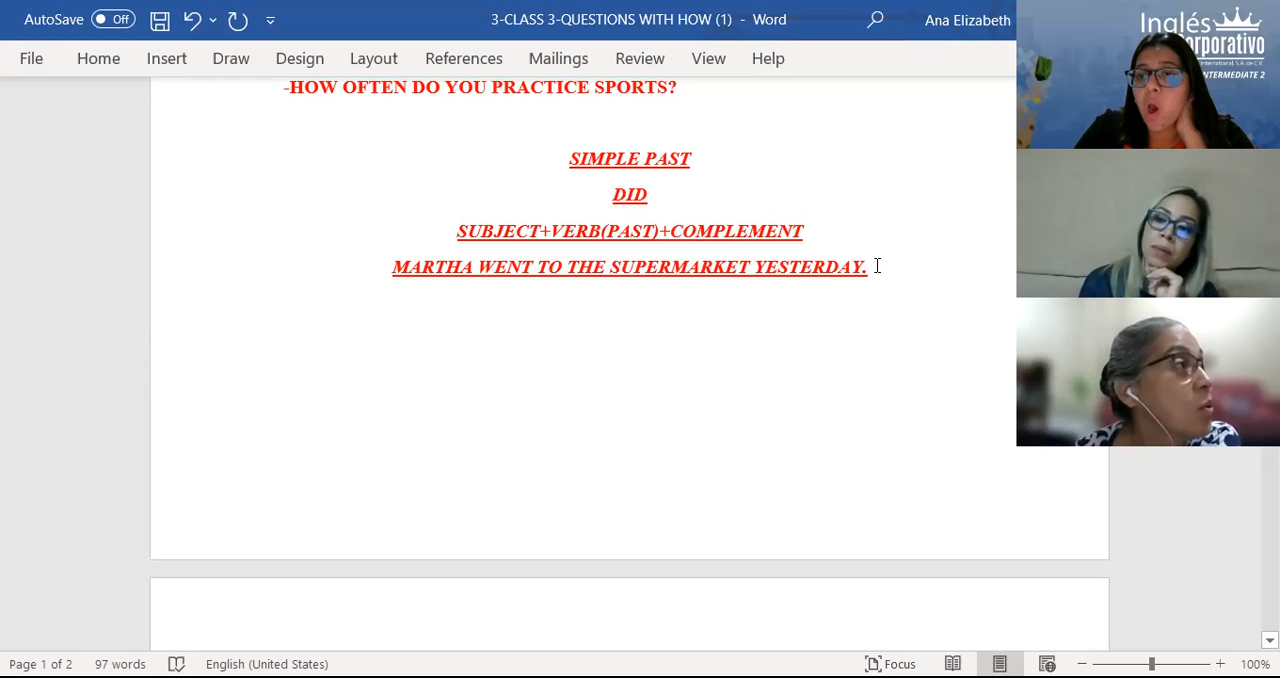 AutoSave Off 3-CLASS 3-QUESTIONS WITH HOW (1) - Word Ana Elizabeth
File Home Insert Draw Design Layout References Mailings Review View Help
-HOW OFTEN DO YOU PRACTICE SPORTS?
SIMPLE PAST
DID
SUBJECT+VERB(PAST)+COMPLEMENT
MARTHA WENT TO THE SUPERMARKET YESTERDAY.
Inglés
INTERMEDIATE 2
Page 1 of 2 97 words English (United States) Focus 100%